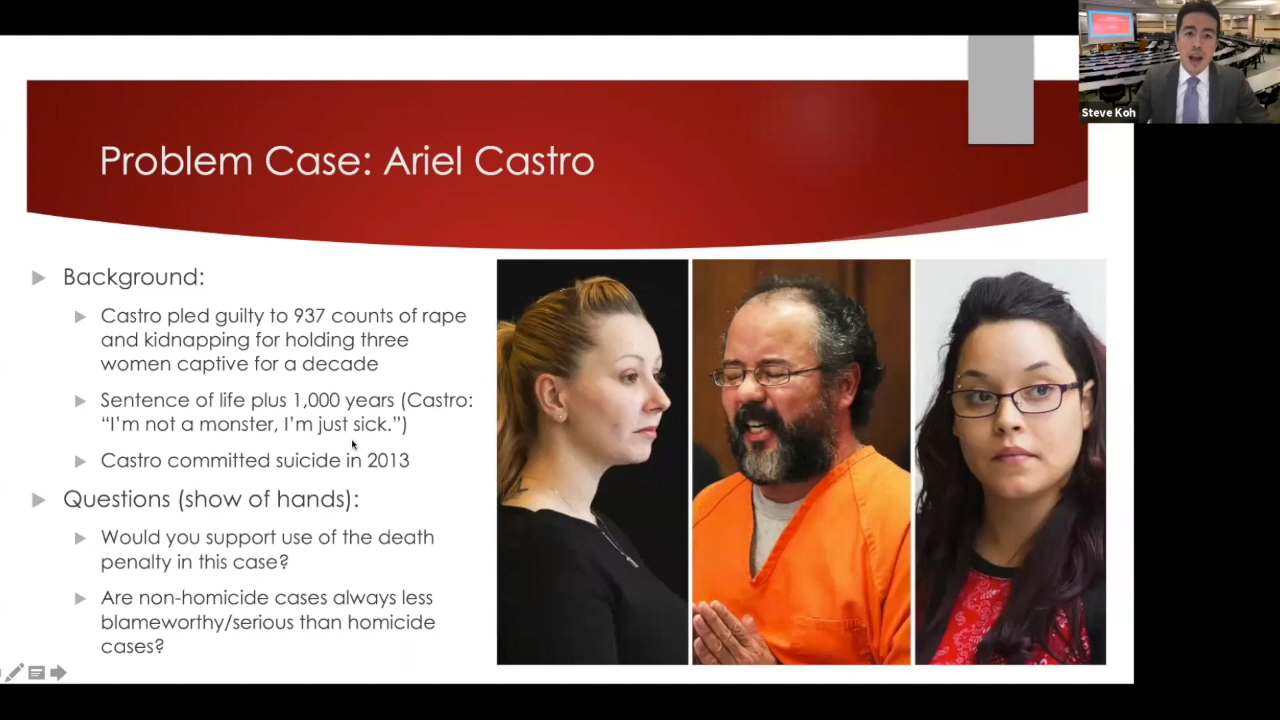 Steve Koh
Problem Case: Ariel Castro
Background:
Castro pled guilty to 937 counts of rape
and kidnapping for holding three
women captive for a decade
Sentence of life plus 1,000 years (Castro:
“I’m not a monster, I’m just sick.”)
Castro committed suicide in 2013
Questions (show of hands):
Would you support use of the death
penalty in this case?
Are non-homicide cases always less
blameworthy/serious than homicide
cases?